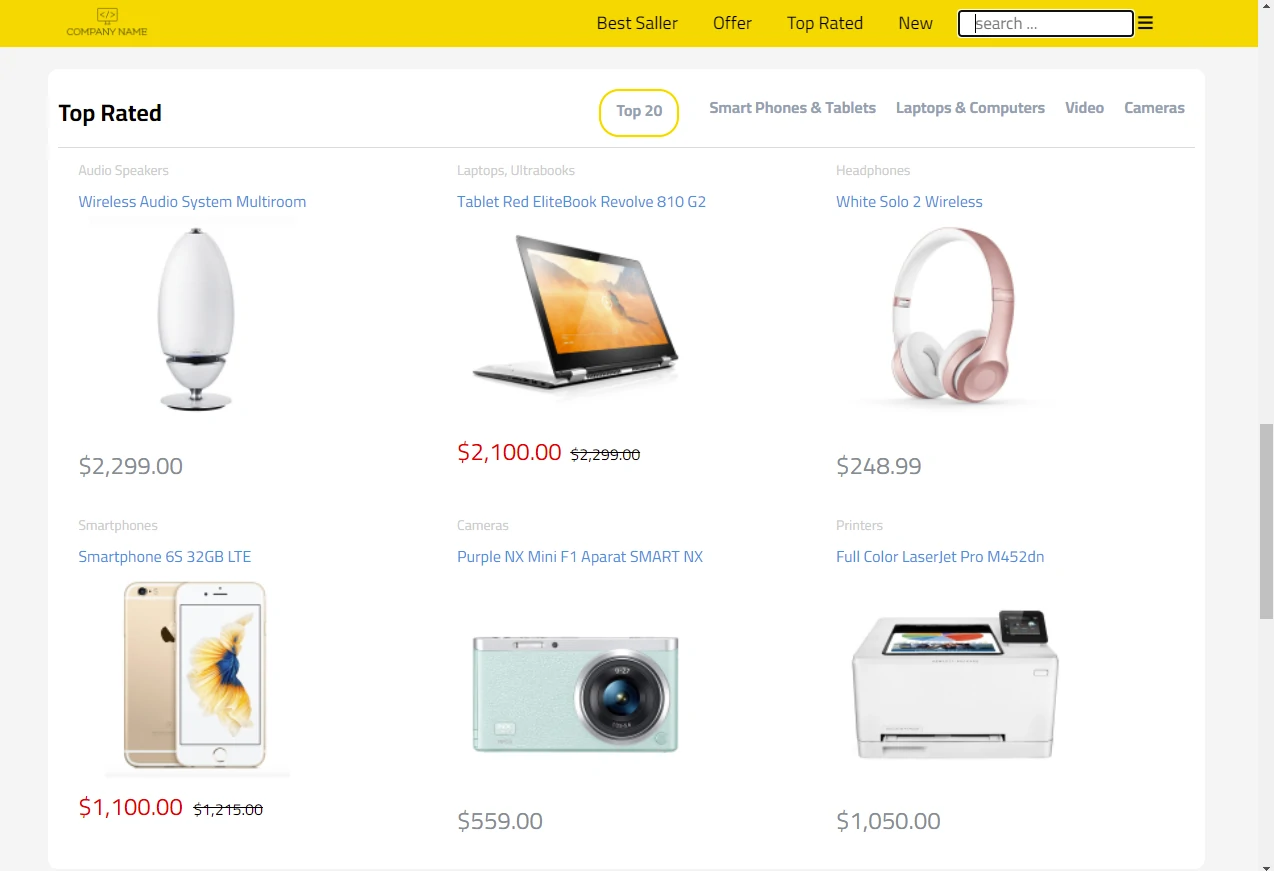 </>
COMPANY NAME
Best Saller Offer Top Rated New search ...
Top Rated
Top 20 Smart Phones & Tablets Laptops & Computers Video Cameras
Audio Speakers
Wireless Audio System Multiroom
$2,299.00
Laptops, Ultrabooks
Tablet Red EliteBook Revolve 810 G2
$2,100.00 $2,299.00
Headphones
White Solo 2 Wireless
$248.99
Smartphones
Smartphone 6S 32GB LTE
$1,100.00 $1,215.00
Cameras
Purple NX Mini F1 Aparat SMART NX
$559.00
Printers
Full Color LaserJet Pro M452dn
$1,050.00